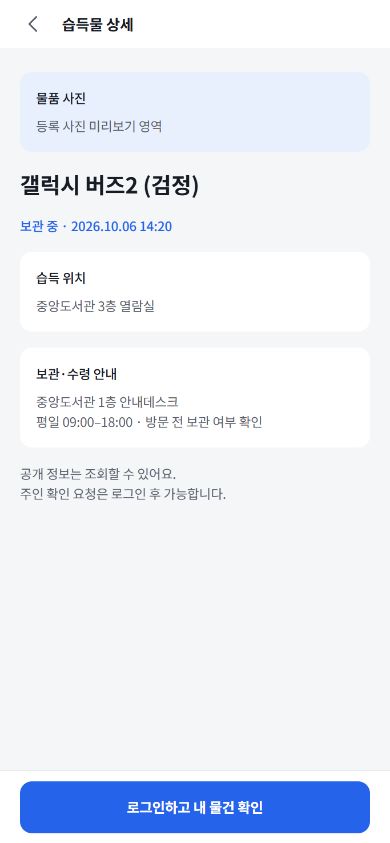 습득물 상세
물품 사진
등록 사진 미리보기 영역
갤럭시 버즈2 (검정)
보관 중 · 2026.10.06 14:20
습득 위치
중앙도서관 3층 열람실
보관·수령 안내
중앙도서관 1층 안내데스크
평일 09:00–18:00 · 방문 전 보관 여부 확인
공개 정보는 조회할 수 있어요.
주인 확인 요청은 로그인 후 가능합니다.
로그인하고 내 물건 확인